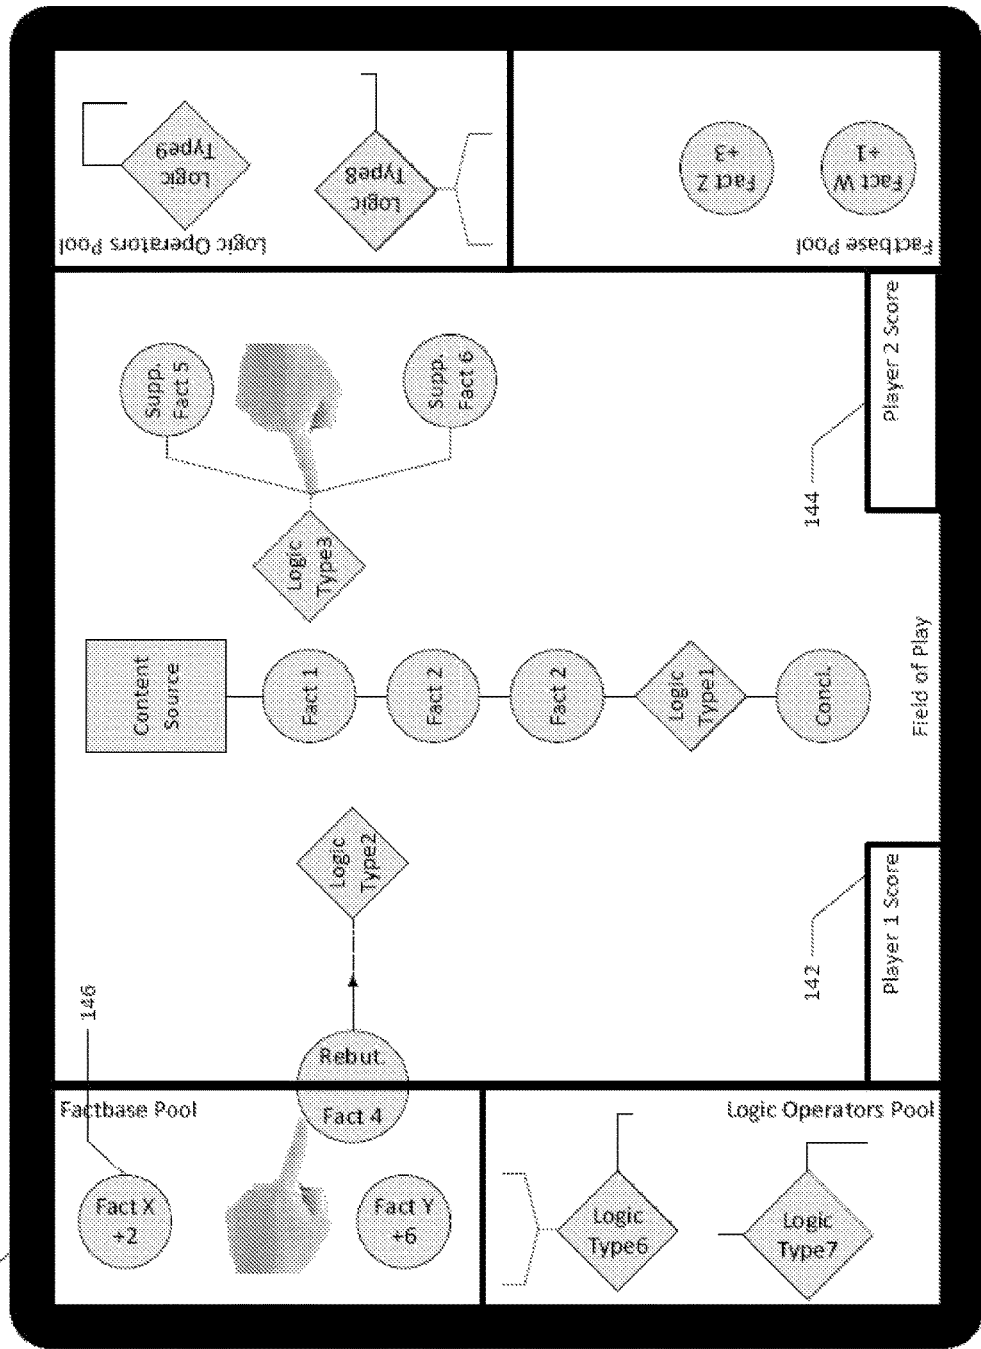 Logic
Type9
Logic
Type8
Logic Operators Pool
Fact Z
+3
Fact W
+1
Factbase Pool
Supp.
Fact 5
Supp.
Fact 6
Player 2 Score
144
Logic
Type3
Content
Source
Fact 1
Fact 2
Fact 2
Logic
Type1
Concl.
Field of Play
Logic
Type2
Player 1 Score
142
146
Rebut.
Fact 4
Factbase Pool
Logic Operators Pool
Fact X
+2
Fact Y
+6
Logic
Type6
Logic
Type7